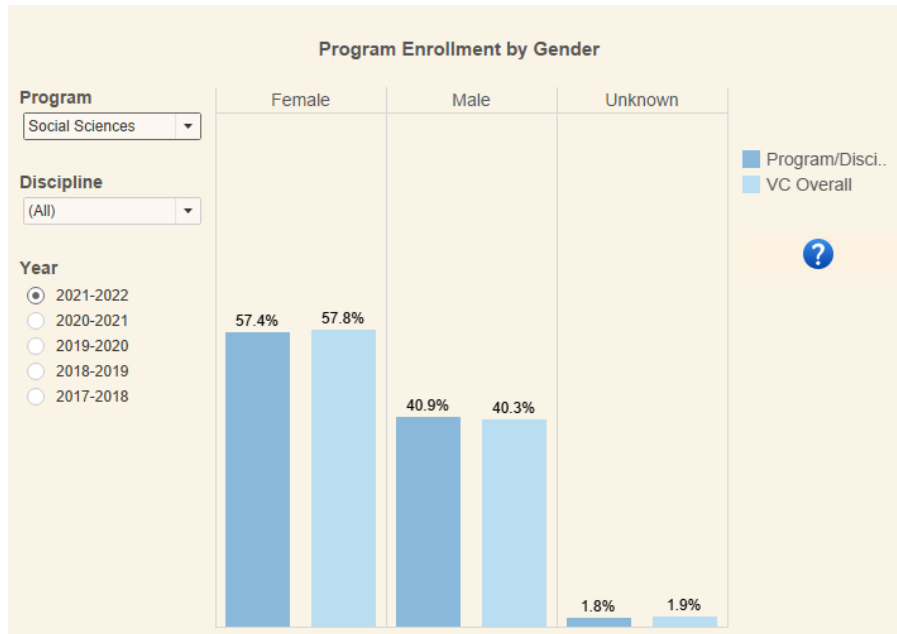 Program Enrollment by Gender
Program
Social Sciences
Discipline
(All)
Year
2021-2022
2020-2021
2019-2020
2018-2019
2017-2018
Female Male Unknown
57.4% 57.8%
40.9% 40.3%
1.8% 1.9%
Program/Disci..
VC Overall
?